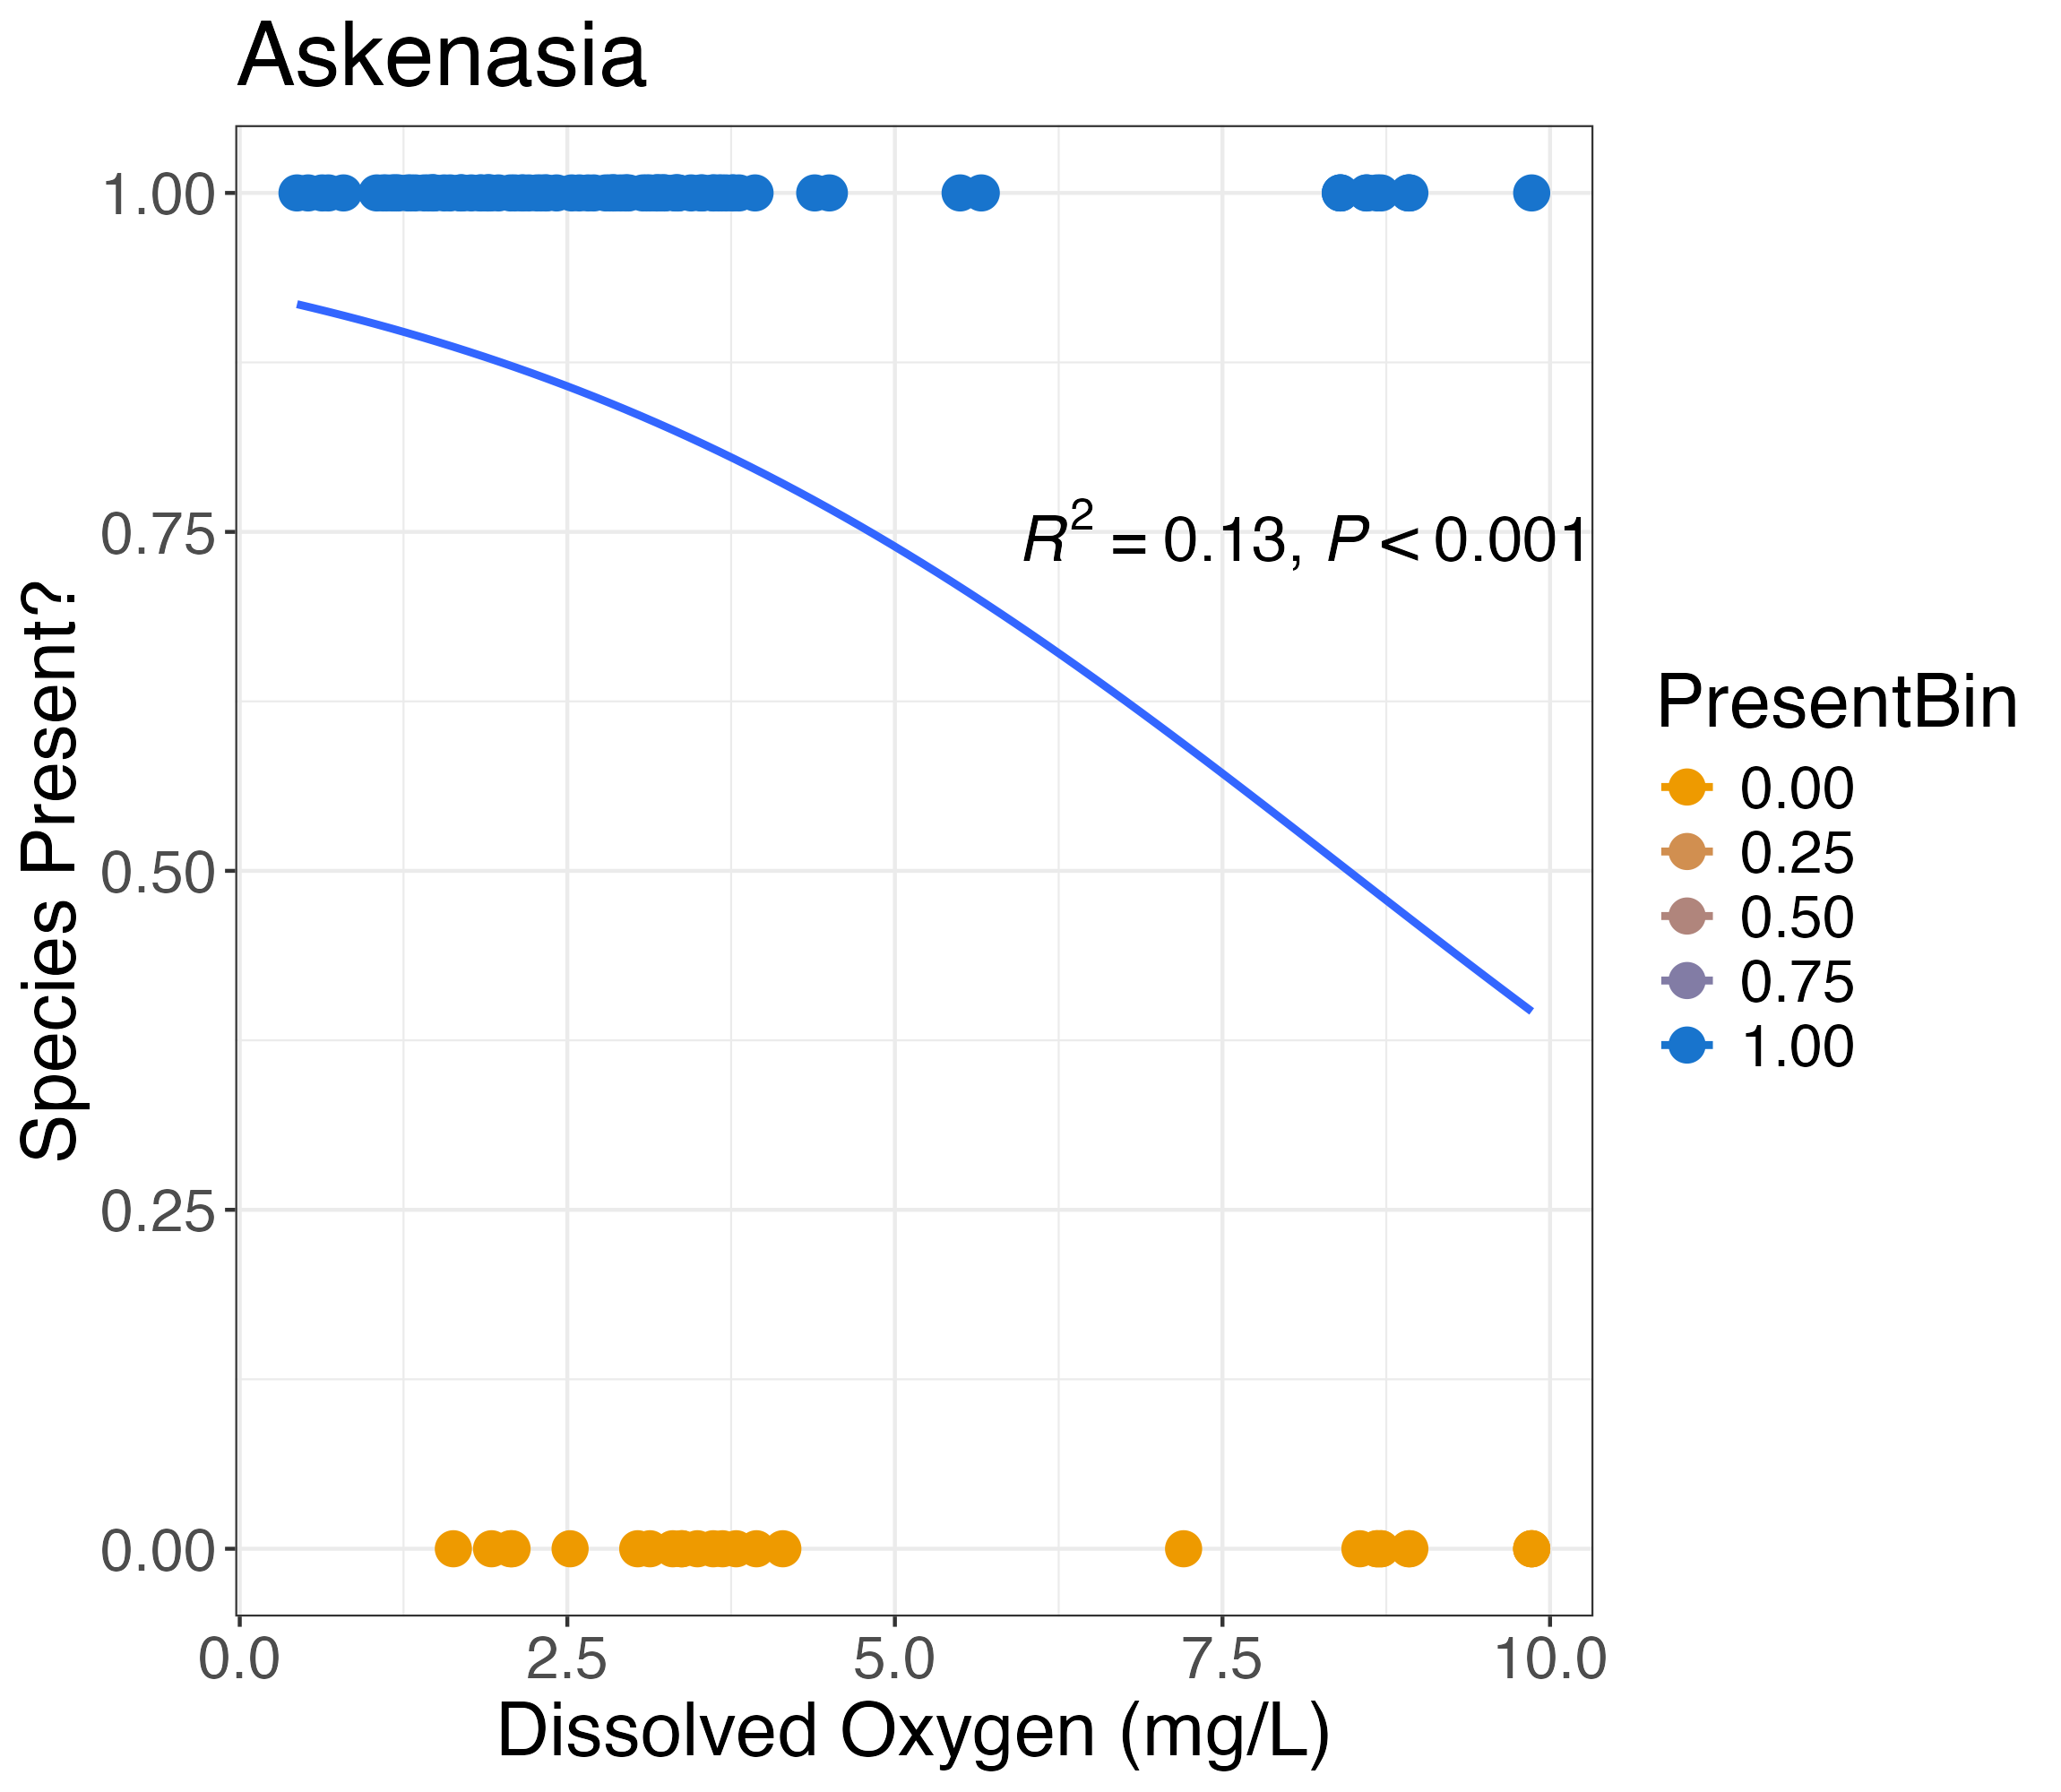 Askenasia
1.00
0.75
0.50
0.25
0.00
Species Present?
R2 = 0.13, P < 0.001
0.0 2.5 5.0 7.5 10.0
Dissolved Oxygen (mg/L)
PresentBin
0.00
0.25
0.50
0.75
1.00